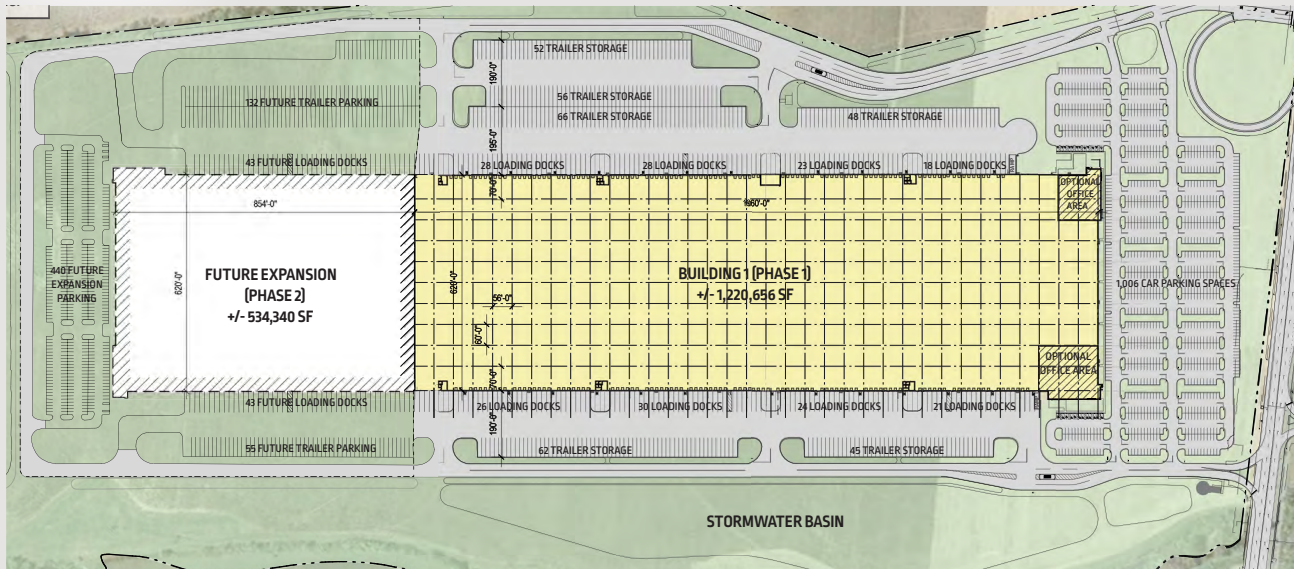 52 TRAILER STORAGE
190'-0"
132 FUTURE TRAILER PARKING
56 TRAILER STORAGE
66 TRAILER STORAGE
48 TRAILER STORAGE
195'-0"
43 FUTURE LOADING DOCKS
28 LOADING DOCKS
28 LOADING DOCKS
23 LOADING DOCKS
18 LOADING DOCKS
70'-0"
OPTIONAL
OFFICE
AREA
854'-0"
620'-0"
620'-0"
440 FUTURE
EXPANSION
PARKING
FUTURE EXPANSION
(PHASE 2)
+/- 534,340 SF
BUILDING 1 (PHASE 1)
+/- 1,220,656 SF
1,006 CAR PARKING SPACES
56'-0"
60'-0"
70'-0"
OPTIONAL
OFFICE AREA
43 FUTURE LOADING DOCKS
26 LOADING DOCKS
30 LOADING DOCKS
24 LOADING DOCKS
21 LOADING DOCKS
190'-0"
55 FUTURE TRAILER PARKING
62 TRAILER STORAGE
45 TRAILER STORAGE
STORMWATER BASIN